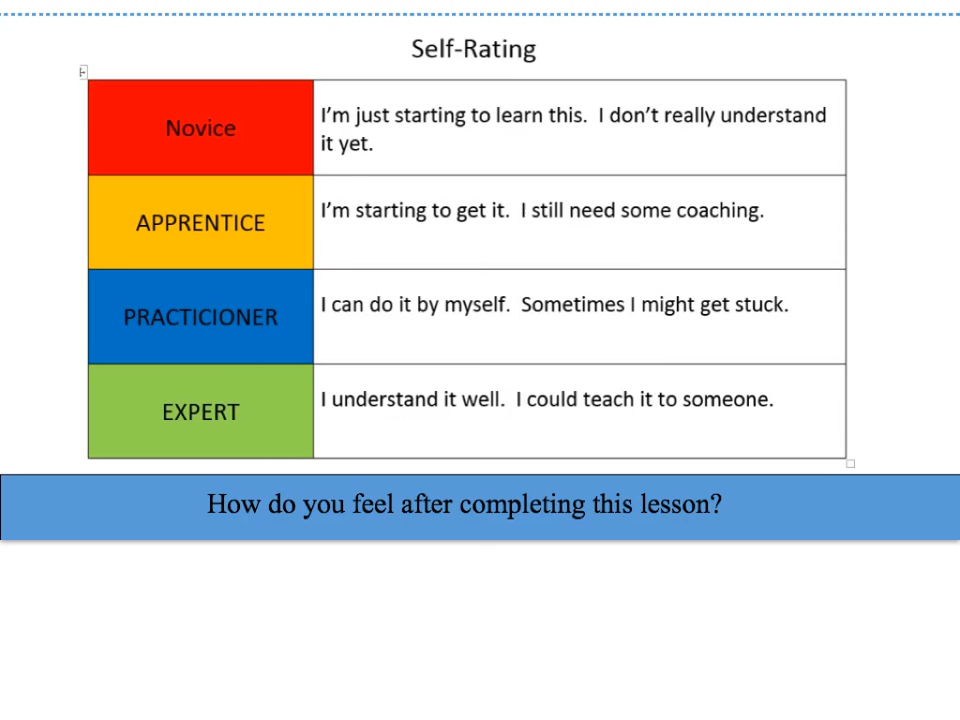 Self-Rating
Novice
I'm just starting to learn this.  I don't really understand
it yet.
APPRENTICE
I'm starting to get it.  I still need some coaching.
PRACTICIONER
I can do it by myself.  Sometimes I might get stuck.
EXPERT
I understand it well.  I could teach it to someone.
How do you feel after completing this lesson?